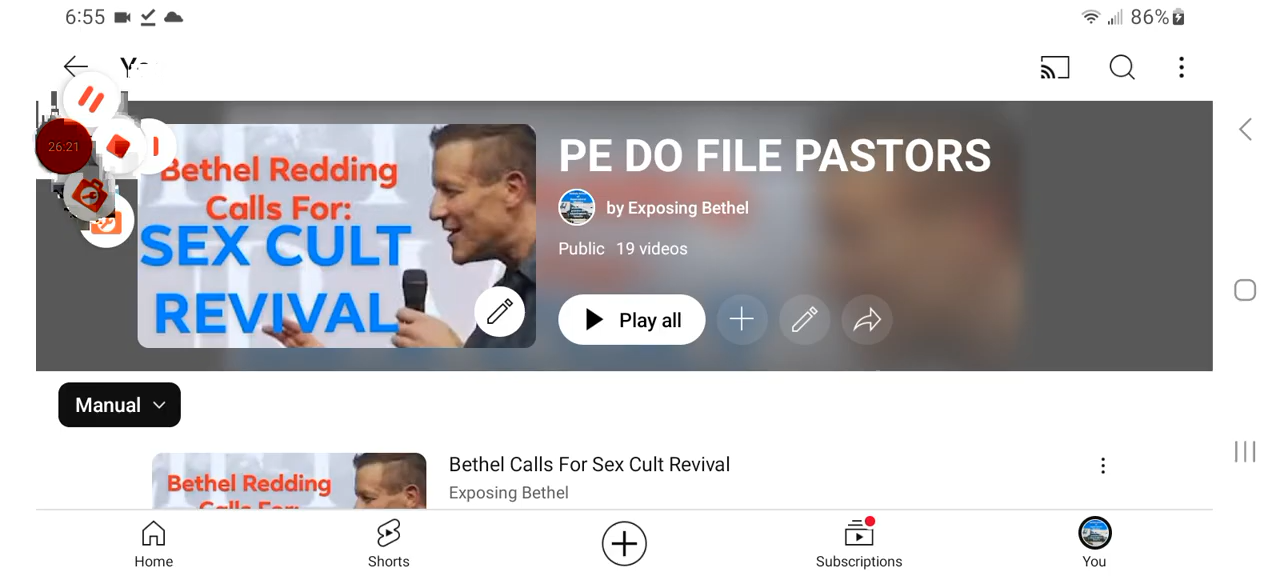 6:55
86%
26:21
Bethel Redding
Calls For:
SEX CULT
REVIVAL
PE DO FILE PASTORS
by Exposing Bethel
Public 19 videos
Play all
Manual
Bethel Redding
Bethel Calls For Sex Cult Revival
Exposing Bethel
Home
Shorts
Subscriptions
You